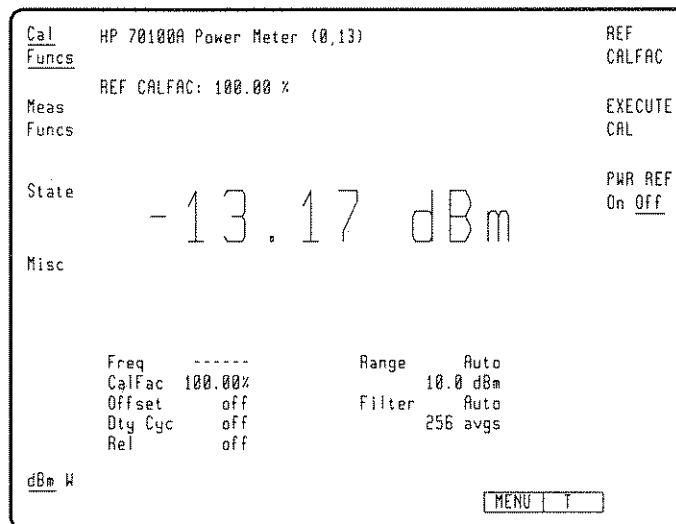 Cal
Funcs
HP 70100A Power Meter (0,13)
REF
CALFAC
REF CALFAC: 100.00 %
Meas
Funcs
EXECUTE
CAL
State
-13.17 dBm
PWR REF
On Off
Misc
Freq ------
CalFac 100.00%
Offset off
Dty Cyc off
Rel off
Range Auto
10.0 dBm
Filter Auto
256 avgs
dBm W
MENU T